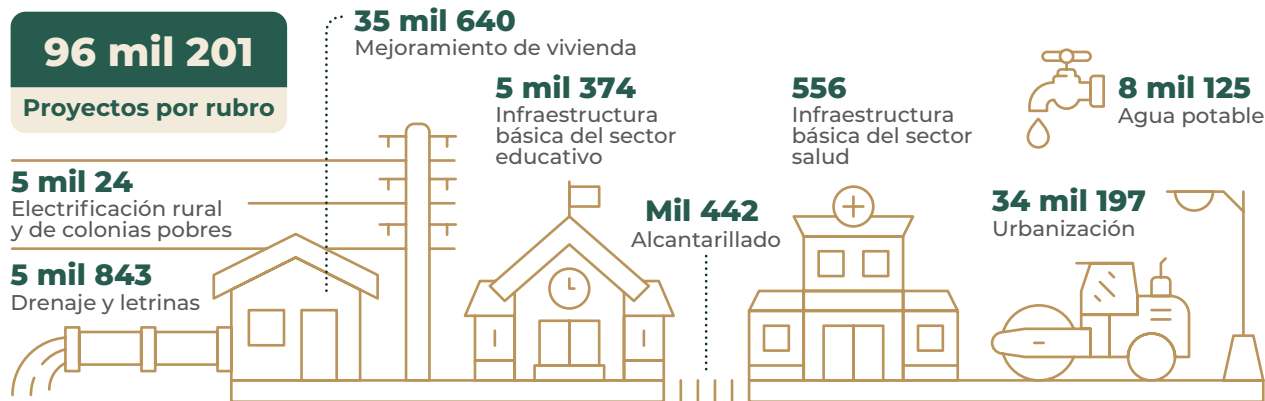 96 mil 201
Proyectos por rubro
35 mil 640
Mejoramiento de vivienda
5 mil 374
Infraestructura
básica del sector
educativo
556
Infraestructura
básica del sector
salud
8 mil 125
Agua potable
5 mil 24
Electrificación rural
y de colonias pobres
Mil 442
Alcantarillado
34 mil 197
Urbanización
5 mil 843
Drenaje y letrinas